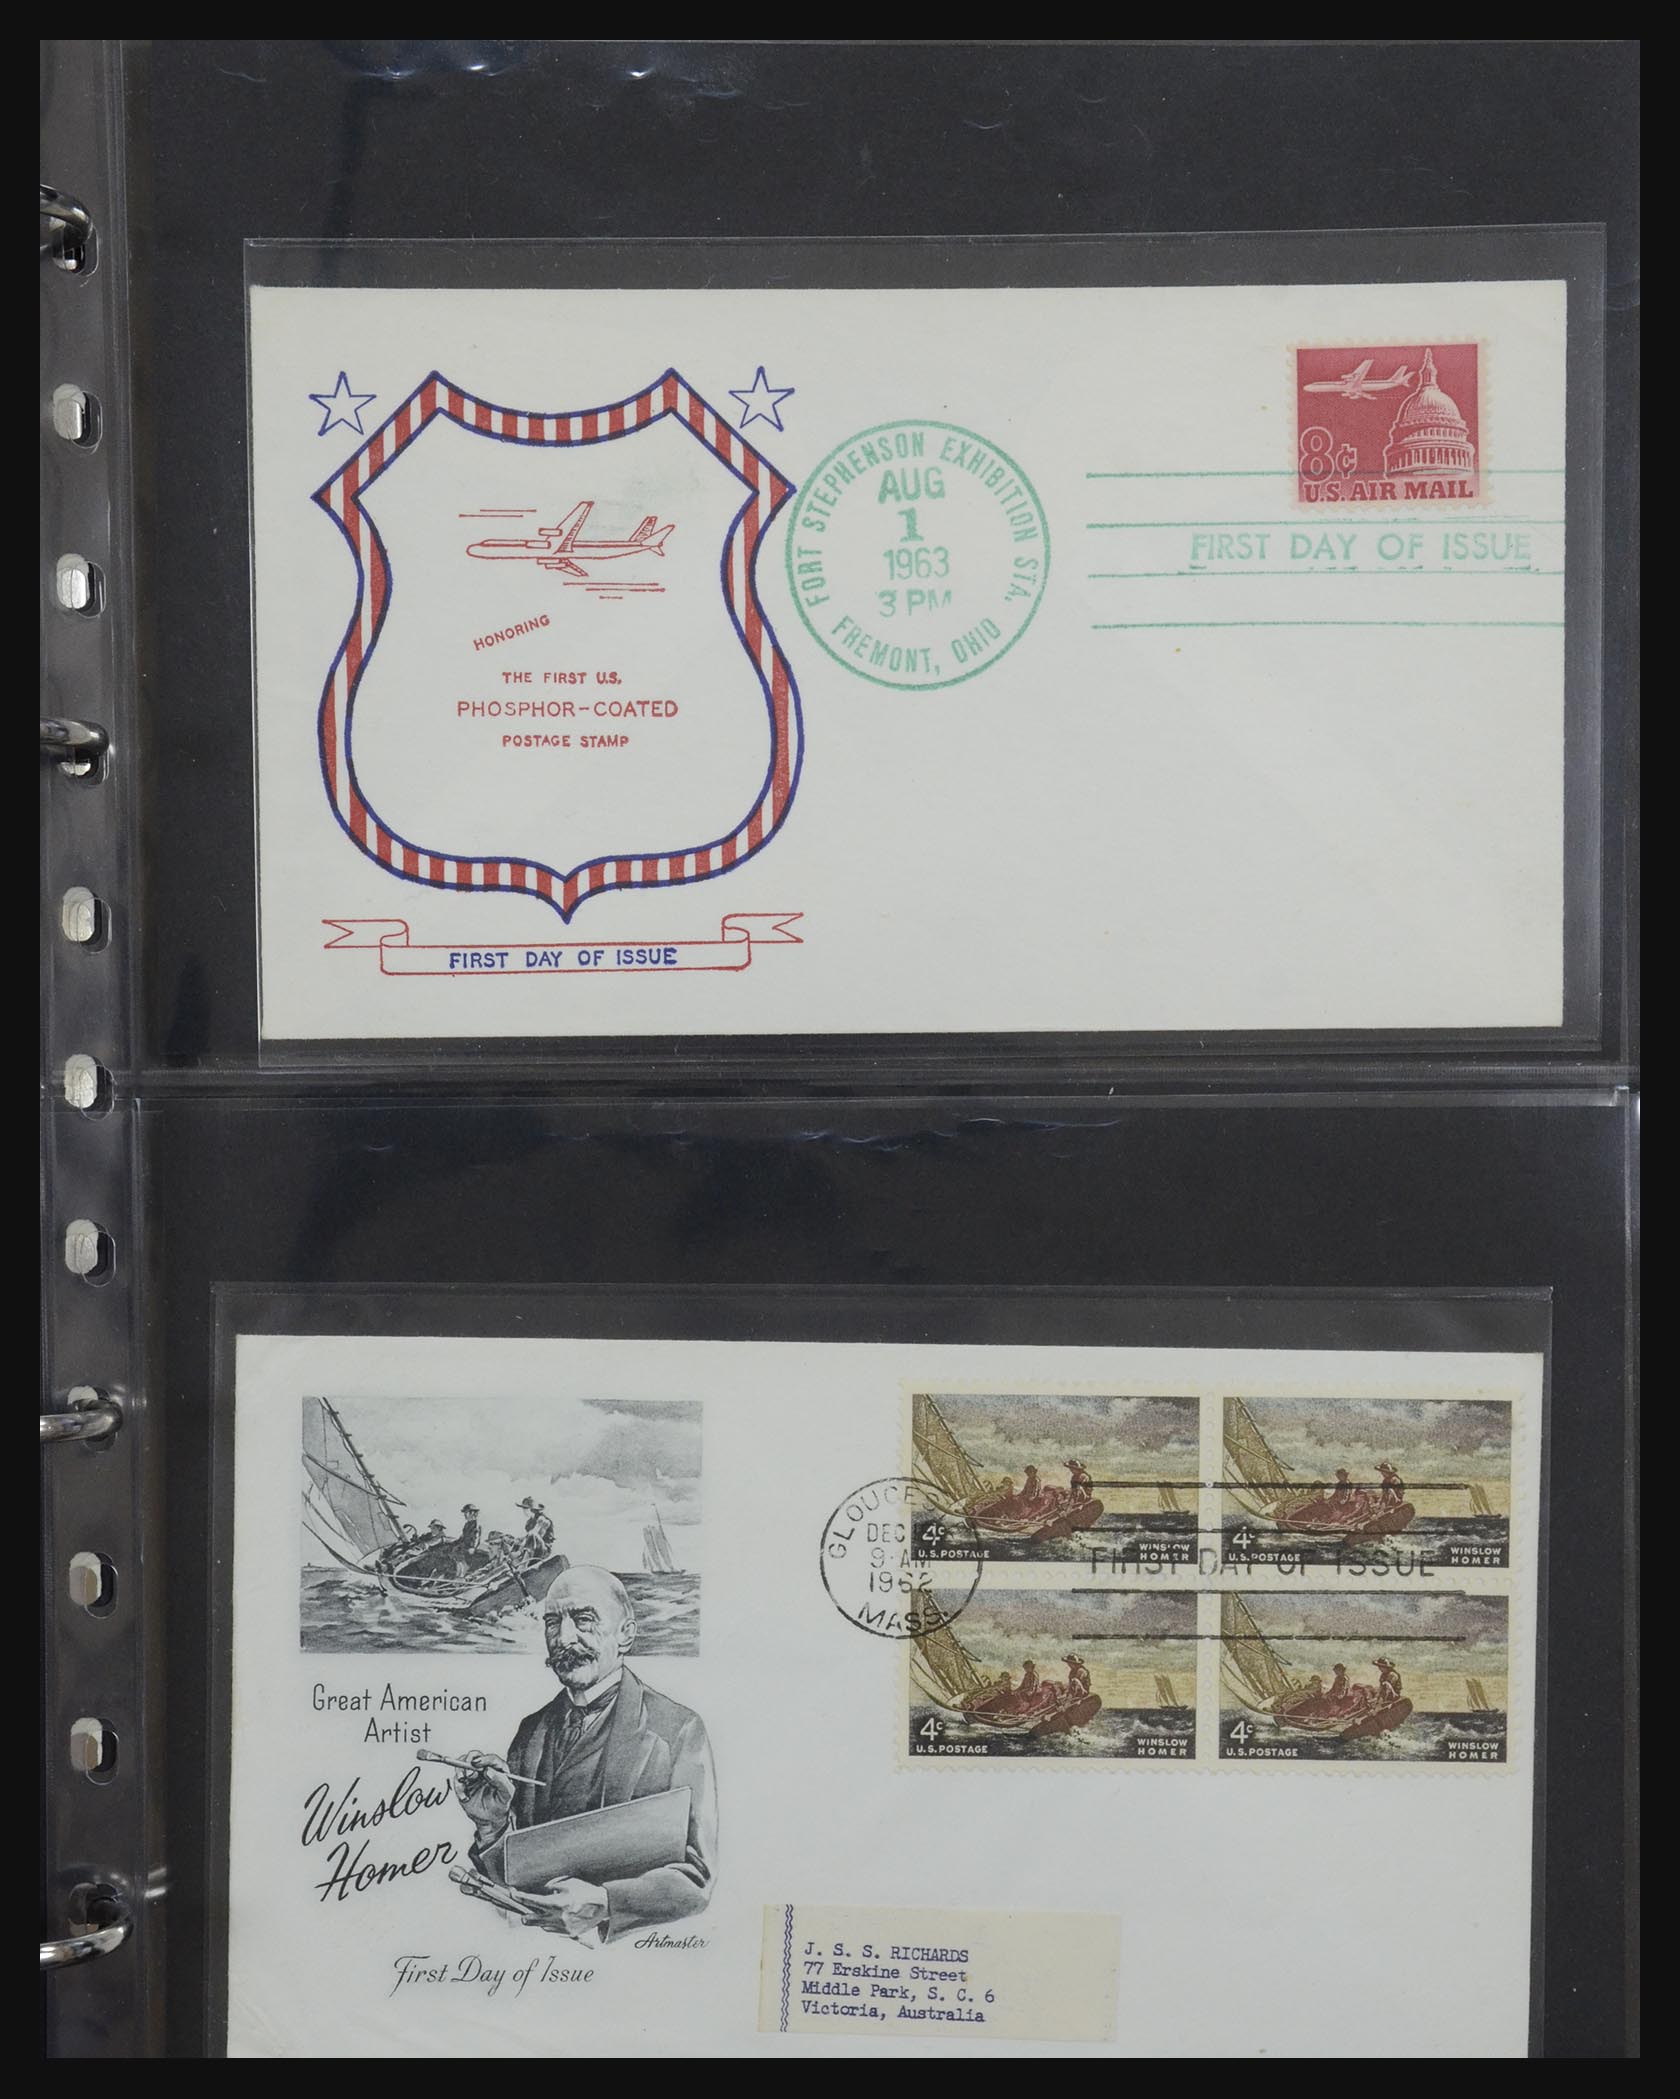 8¢
U.S. AIR MAIL
FORT STEPHENSON EXHIBITION STA.
AUG
1
1963
3 PM
FREMONT, OHIO
FIRST DAY OF ISSUE
HONORING
THE FIRST U.S.
PHOSPHOR-COATED
POSTAGE STAMP
FIRST DAY OF ISSUE
4¢
U.S. POSTAGE
WINSLOW
HOMER
4¢
U.S. POSTAGE
WINSLOW
HOMER
DEC
9 AM
1962
MASS.
FIRST DAY OF ISSUE
4¢
U.S. POSTAGE
WINSLOW
HOMER
4¢
U.S. POSTAGE
WINSLOW
HOMER
Great American
Artist
Winslow
Homer
Artmaster
First Day of Issue
J. S. S. RICHARDS
77 Erskine Street
Middle Park, S. C. 6
Victoria, Australia